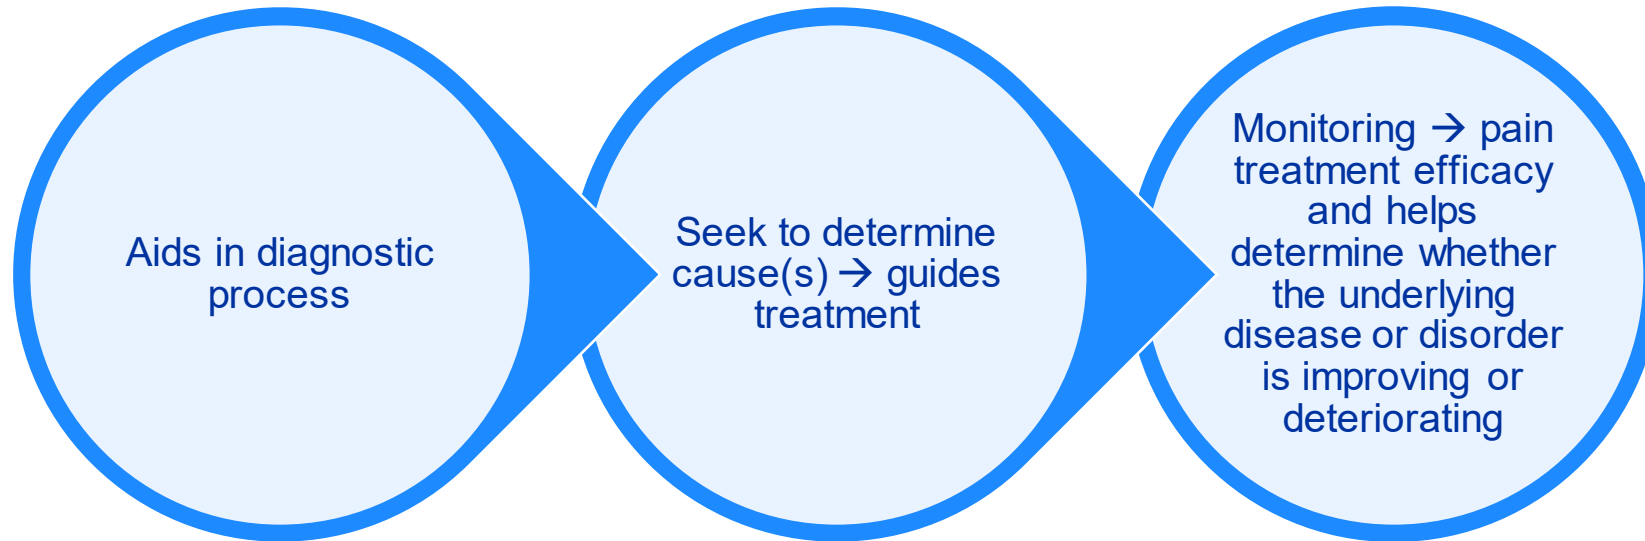 Aids in diagnostic
process
Seek to determine
cause(s) → guides
treatment
Monitoring → pain
treatment efficacy
and helps
determine whether
the underlying
disease or disorder
is improving or
deteriorating